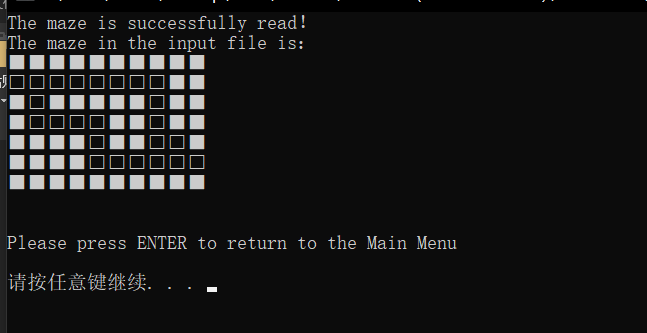 The maze is successfully read!
The maze in the input file is:
■■■■■■■■■■
□□□□□□□□■■
■□■■■■■□■■
■□□□□■■□■■
■■■■□■■□□■
■■■■□□□□□□
■■■■■■■■■■
Please press ENTER to return to the Main Menu
请按任意键继续. . .